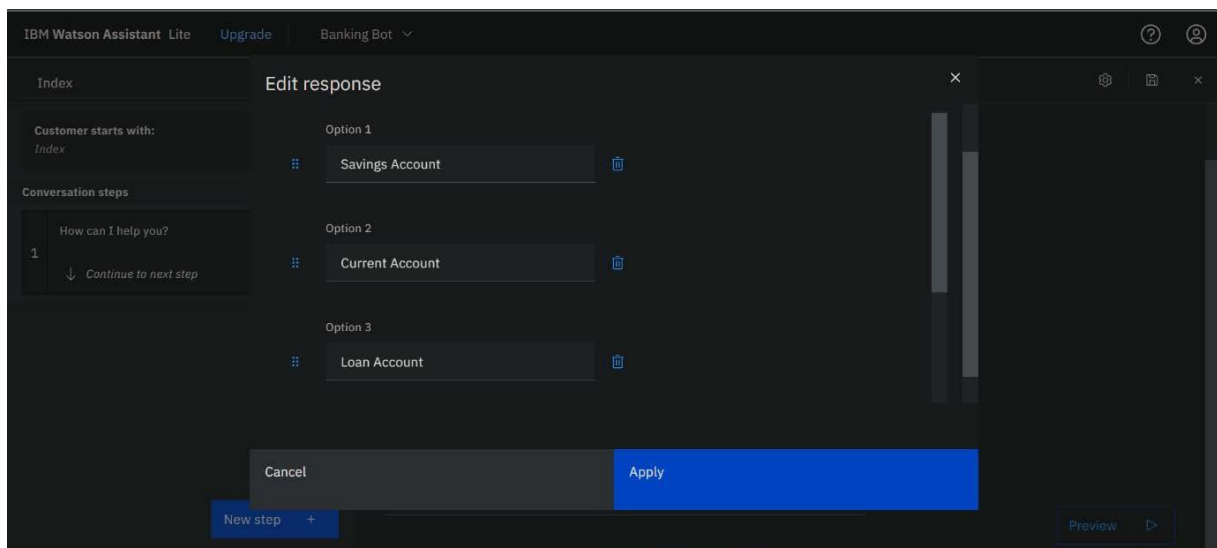 IBM Watson Assistant Lite Upgrade Banking Bot
Index
Customer starts with:
Index
Conversation steps
1
How can I help you?
Continue to next step
New step +
Edit response
Option 1
Savings Account
Option 2
Current Account
Option 3
Loan Account
Cancel
Apply
Preview